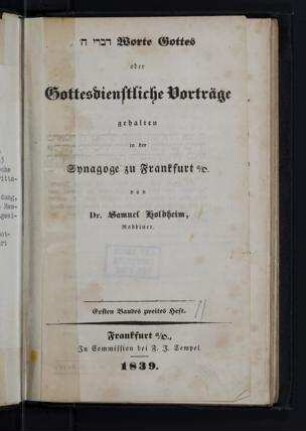 דברי ה Worte Gottes
oder
Gottesdienstliche Vorträge
gehalten
in der
Synagoge zu Frankfurt a/O.
von
Dr. Samuel Holdheim,
Rabbiner.
Ersten Bandes zweites Heft.
Frankfurt a/O.,
In Commission bei F. J. Tempel.
1839.